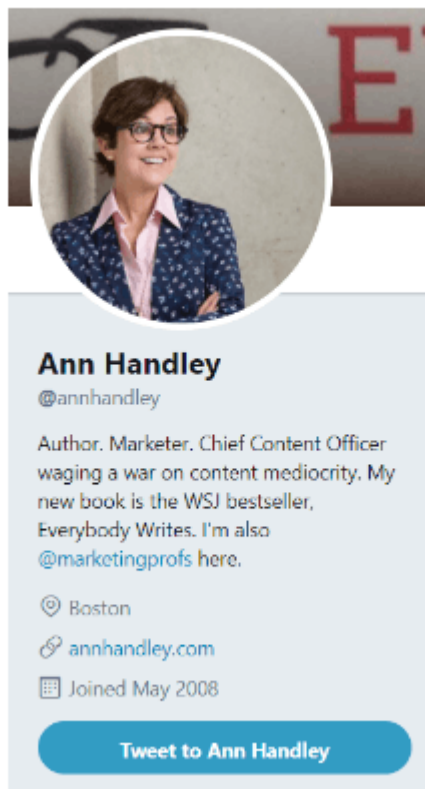 E
Ann Handley
@annhandley
Author. Marketer. Chief Content Officer
waging a war on content mediocrity. My
new book is the WSJ bestseller,
Everybody Writes. I'm also
@marketingprofs here.
Boston
annhandley.com
Joined May 2008
Tweet to Ann Handley